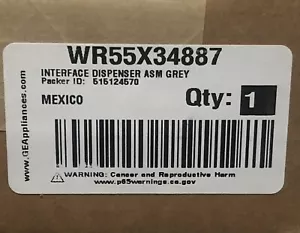 WR55X34887
INTERFACE DISPENSER ASM GREY
Packer ID: 515124570
MEXICO
Qty: 1
www.GEAppliances.com
WARNING: Cancer and Reproductive Harm
www.p65warnings.ca.gov